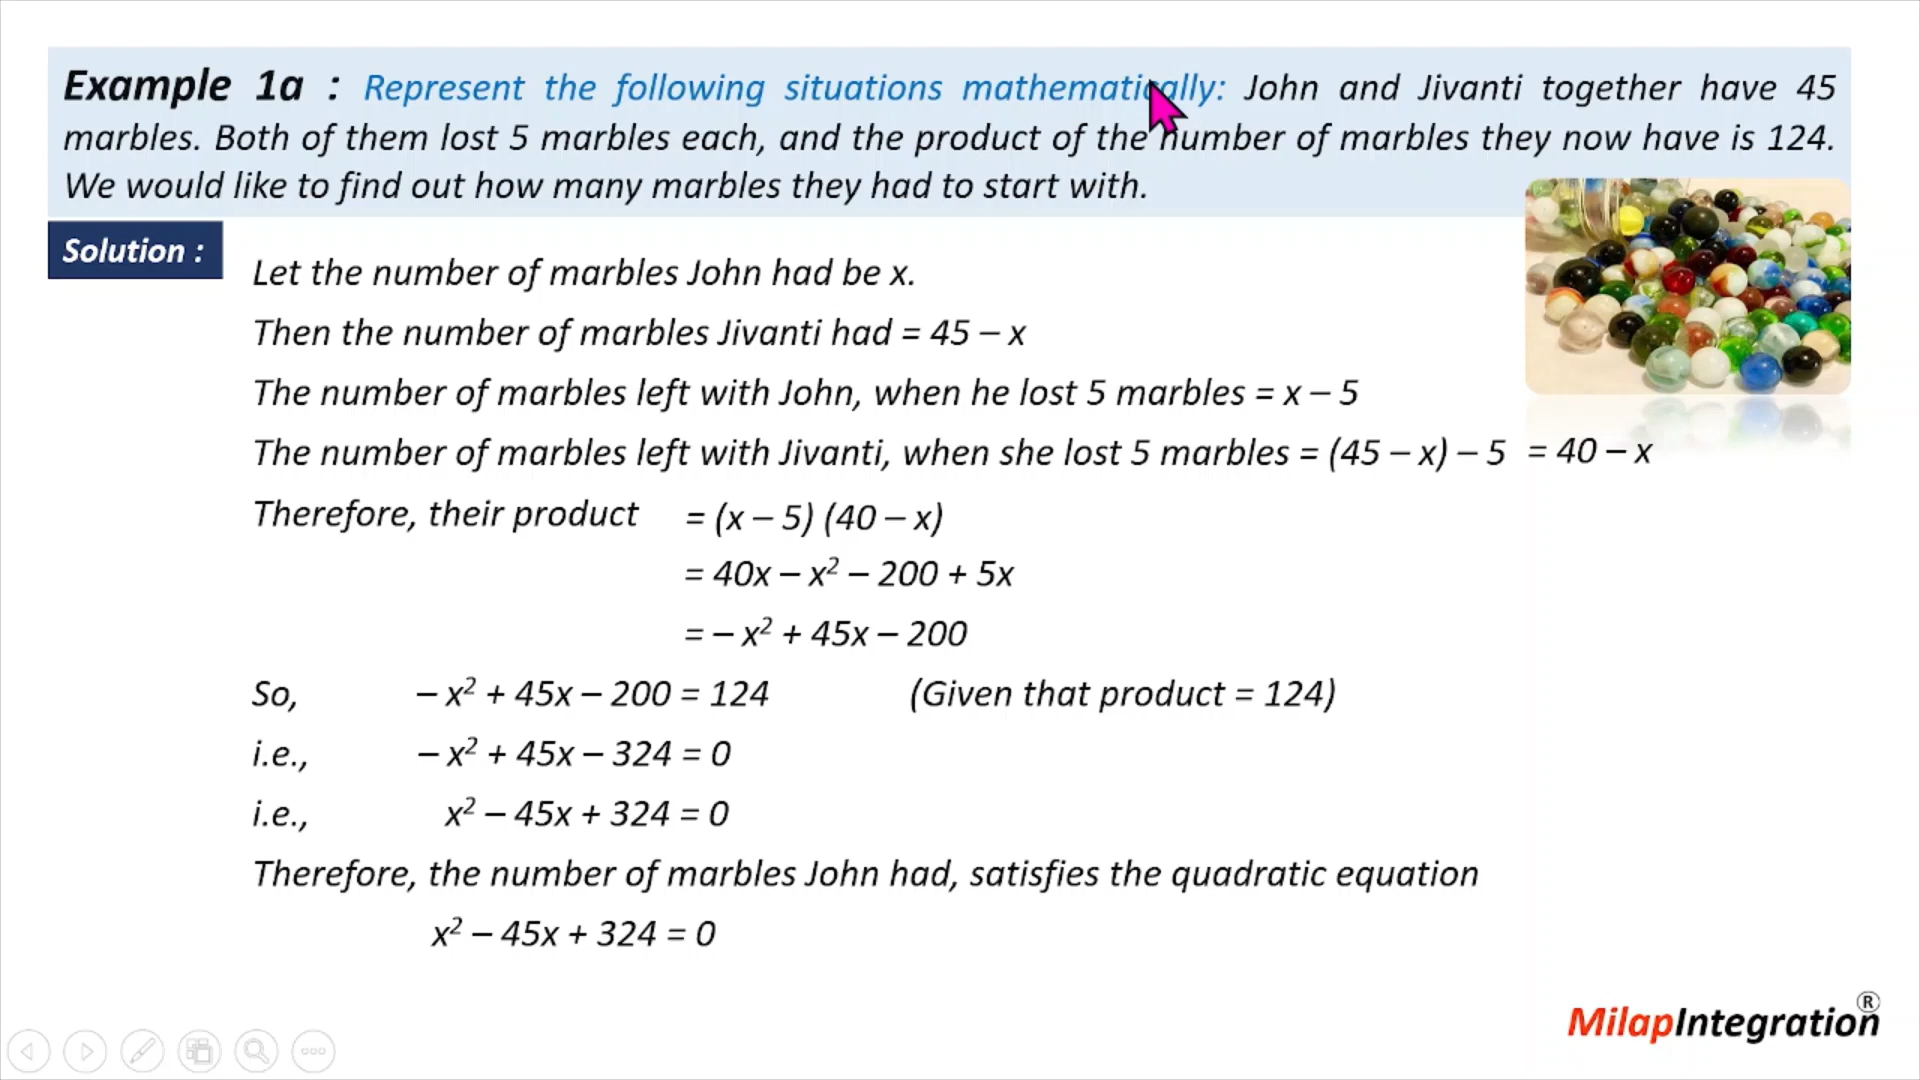 Example 1a : Represent the following situations mathematically: John and Jivanti together have 45
marbles. Both of them lost 5 marbles each, and the product of the number of marbles they now have is 124.
We would like to find out how many marbles they had to start with.
Solution :
Let the number of marbles John had be x.
Then the number of marbles Jivanti had = 45 – x
The number of marbles left with John, when he lost 5 marbles = x – 5
The number of marbles left with Jivanti, when she lost 5 marbles = (45 – x) – 5 = 40 – x
Therefore, their product = (x – 5) (40 – x)
= 40x – x² – 200 + 5x
= – x² + 45x – 200
So, – x² + 45x – 200 = 124 (Given that product = 124)
i.e., – x² + 45x – 324 = 0
i.e., x² – 45x + 324 = 0
Therefore, the number of marbles John had, satisfies the quadratic equation
x² – 45x + 324 = 0
MilapIntegration®